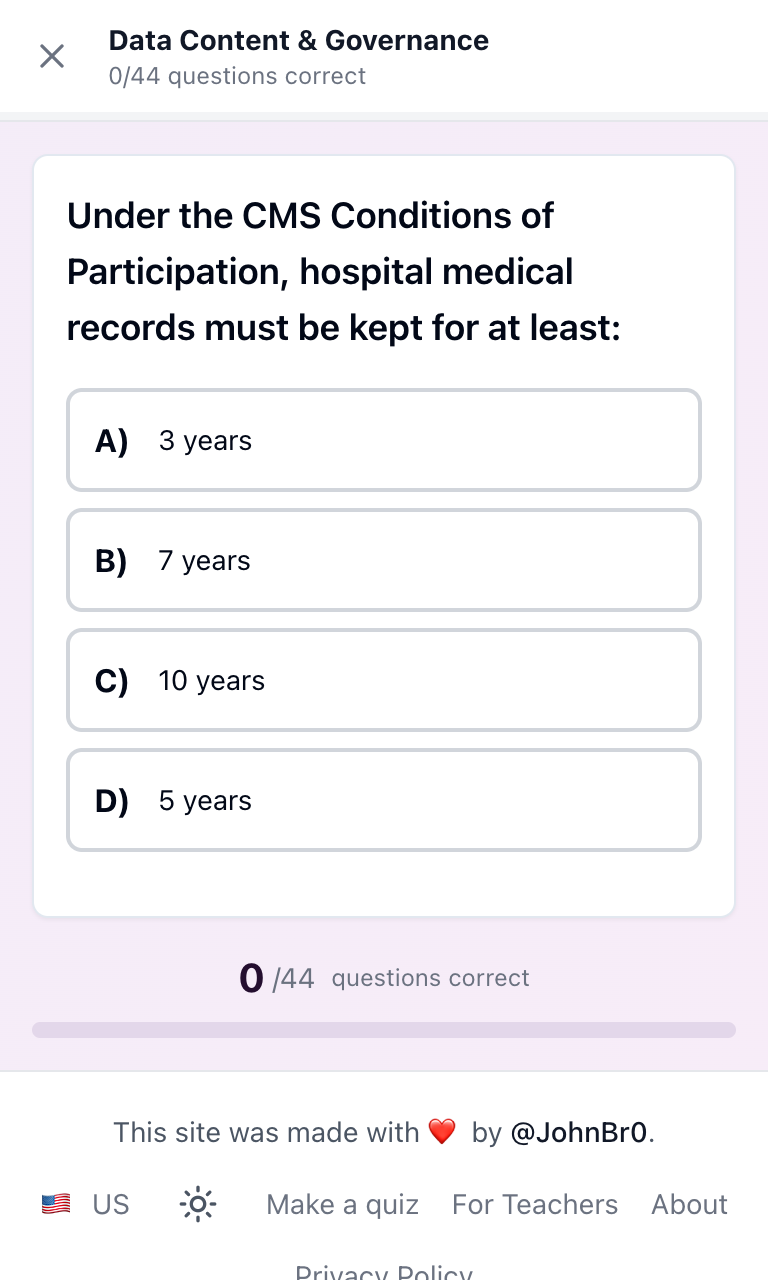 Data Content & Governance
0/44 questions correct
Under the CMS Conditions of
Participation, hospital medical
records must be kept for at least:
A) 3 years
B) 7 years
C) 10 years
D) 5 years
0 /44 questions correct
This site was made with ❤️ by @JohnBr0.
🇺🇸 US Make a quiz For Teachers About
Privacy Policy